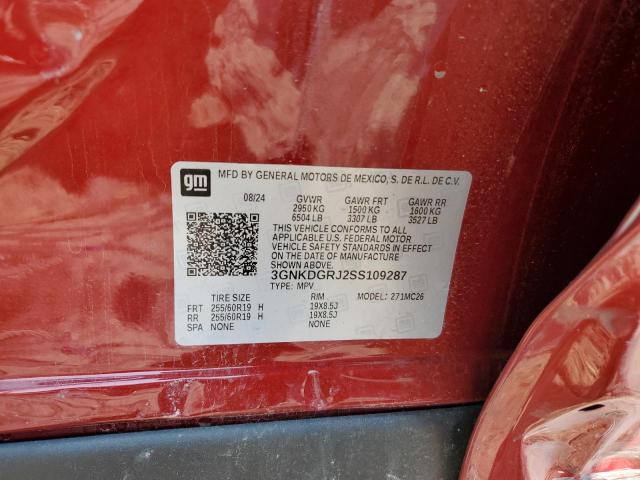 gm MFD BY GENERAL MOTORS DE MEXICO, S. DE R.L. DE C.V.
08/24 GVWR GAWR FRT GAWR RR
2950 KG 1500 KG 1600 KG
6504 LB 3307 LB 3527 LB
THIS VEHICLE CONFORMS TO ALL
APPLICABLE U.S. FEDERAL MOTOR
VEHICLE SAFETY STANDARDS IN EFFECT
ON THE DATE OF MANUFACTURE
SHOWN ABOVE.
3GNKDGRJ2SS109287
TYPE: MPV
TIRE SIZE RIM MODEL: 271MC26
FRT 255/60R19 H 19X8.5J
RR 255/60R19 H 19X8.5J
SPA NONE NONE